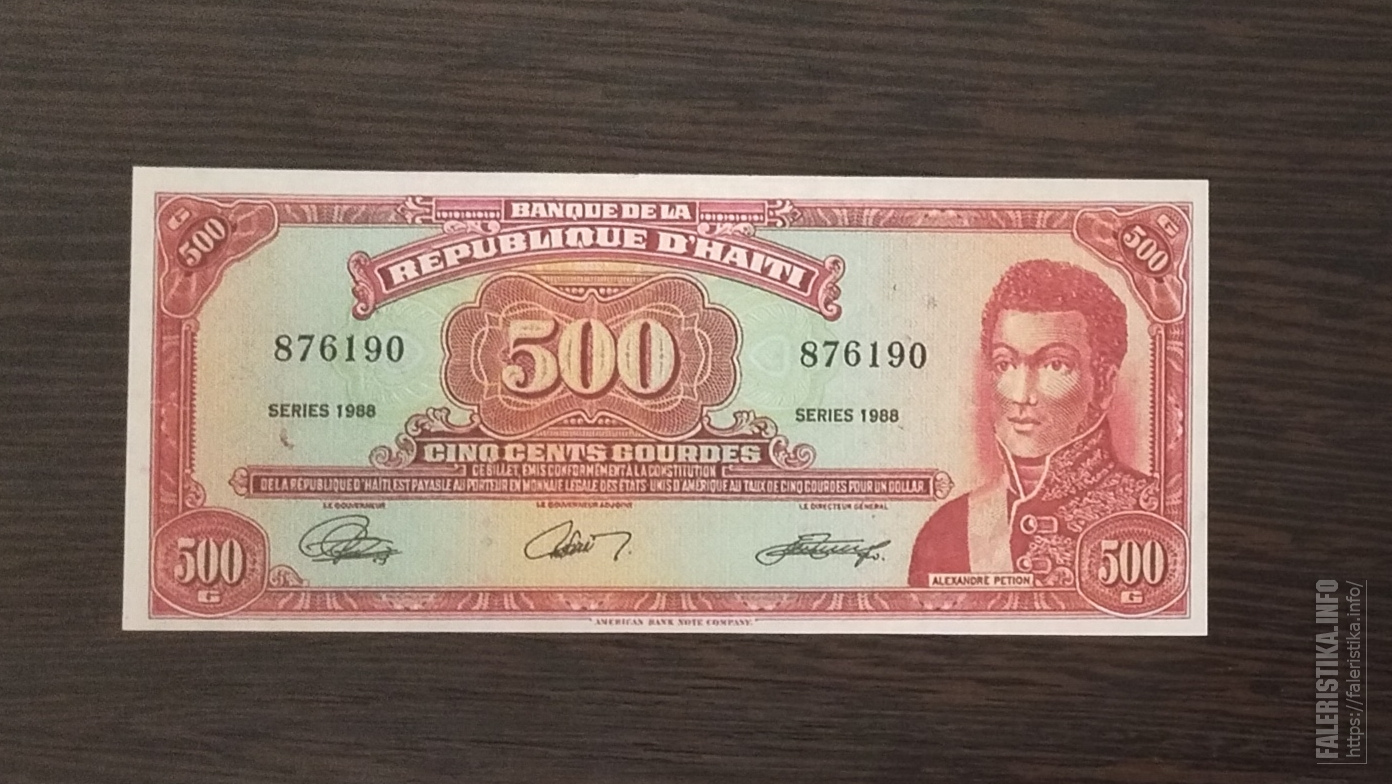 BANQUE DE LA
REPUBLIQUE D'HAITI
G
500
G
500
500
876190
876190
SERIES 1988
SERIES 1988
CINQ CENTS GOURDES
CE BILLET, EMIS CONFORMÉMENT À LA CONSTITUTION
DE LA RÉPUBLIQUE D'HAÏTI EST PAYABLE AU PORTEUR EN MONNAIE LÉGALE DES ÉTATS UNIS D'AMÉRIQUE AU TAUX DE CINQ GOURDES POUR UN DOLLAR.
LE GOUVERNEUR
LE GOUVERNEUR ADJOINT
LE DIRECTEUR GÉNÉRAL
500
G
ALEXANDRE PETION
500
G
AMERICAN BANK NOTE COMPANY.
FALERISTIKA.INFO
https://faleristika.info/